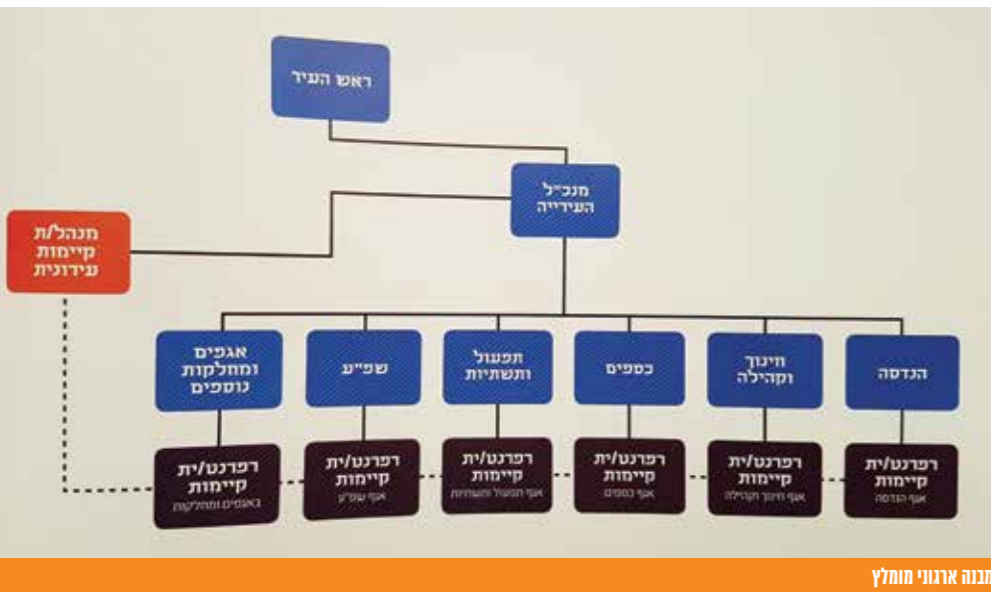 ראש העיר
מנכ״ל
העירייה
מנהל/ת
קיימות
עירונית
הנדסה
חינוך
וקהילה
כספים
תפעול
ותשתיות
שפ״ע
אגפים
ומחלקות
נוספים
רפרנט/ית
קיימות
אגף הנדסה
רפרנט/ית
קיימות
אגף חינוך וקהילה
רפרנט/ית
קיימות
אגף כספים
רפרנט/ית
קיימות
אגף תפעול ותשתיות
רפרנט/ית
קיימות
אגף שפ״ע
רפרנט/ית
קיימות
באגפים ומחלקות
מבנה ארגוני מומלץ